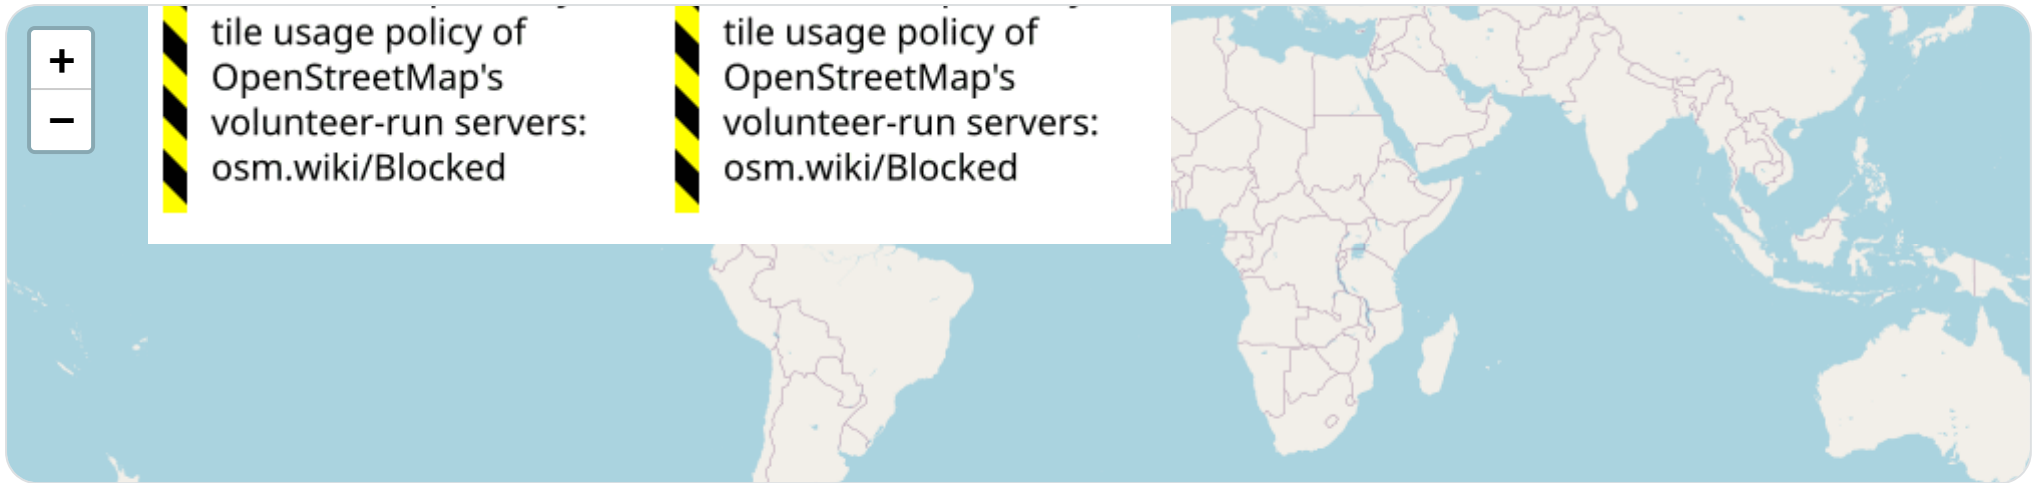 +
−
tile usage policy of
OpenStreetMap's
volunteer-run servers:
osm.wiki/Blocked
tile usage policy of
OpenStreetMap's
volunteer-run servers:
osm.wiki/Blocked